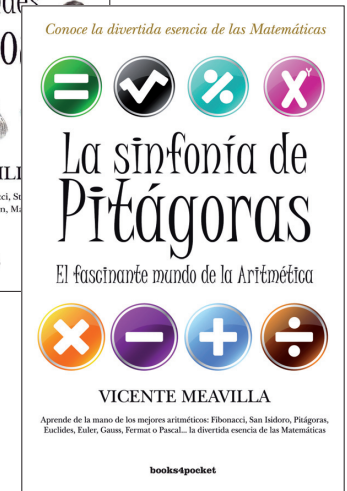 Conoce la divertida esencia de las Matemáticas
= √ % X^Y
La sinfonía de
Pitágoras
El fascinante mundo de la Aritmética
× − + ÷
VICENTE MEAVILLA
Aprende de la mano de los mejores aritméticos: Fibonacci, San Isidoro, Pitágoras,
Euclides, Euler, Gauss, Fermat o Pascal... la divertida esencia de las Matemáticas
books4pocket